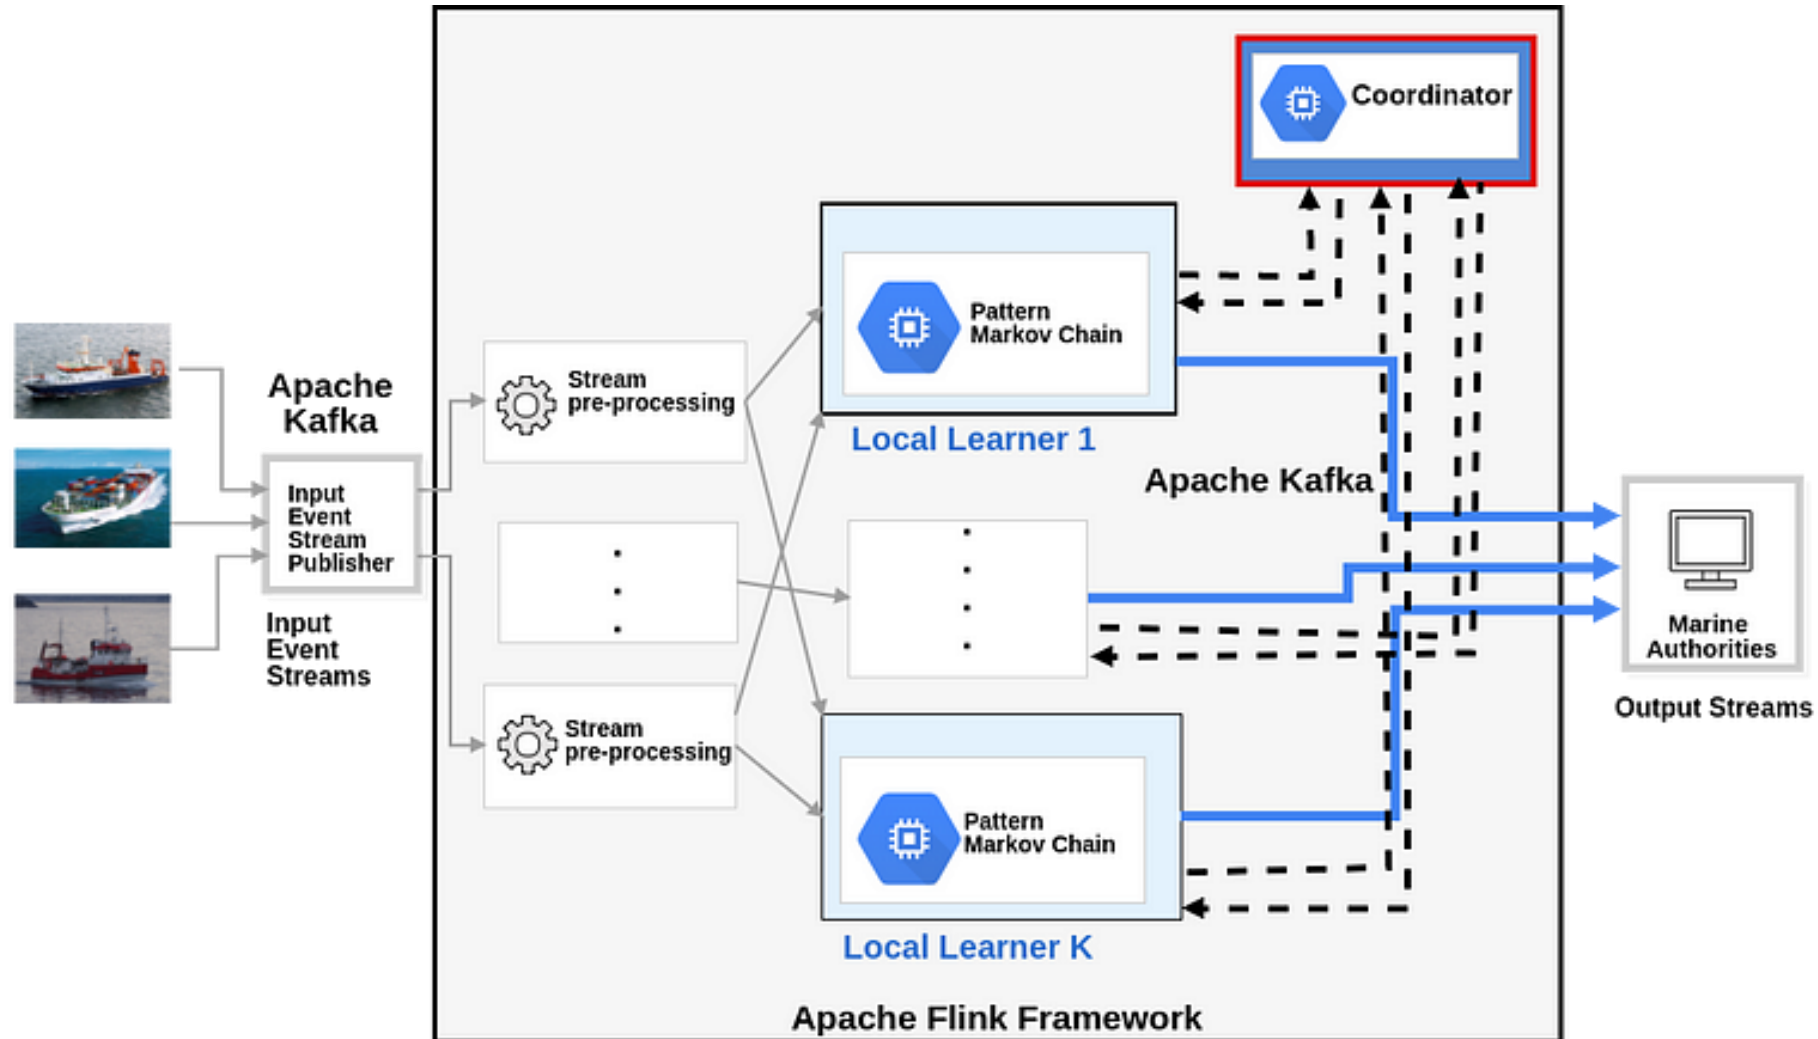 Coordinator
Pattern
Markov Chain
Local Learner 1
Apache
Kafka
Stream
pre-processing
Input
Event
Stream
Publisher
Input
Event
Streams
Apache Kafka
Marine
Authorities
Output Streams
Stream
pre-processing
Pattern
Markov Chain
Local Learner K
Apache Flink Framework